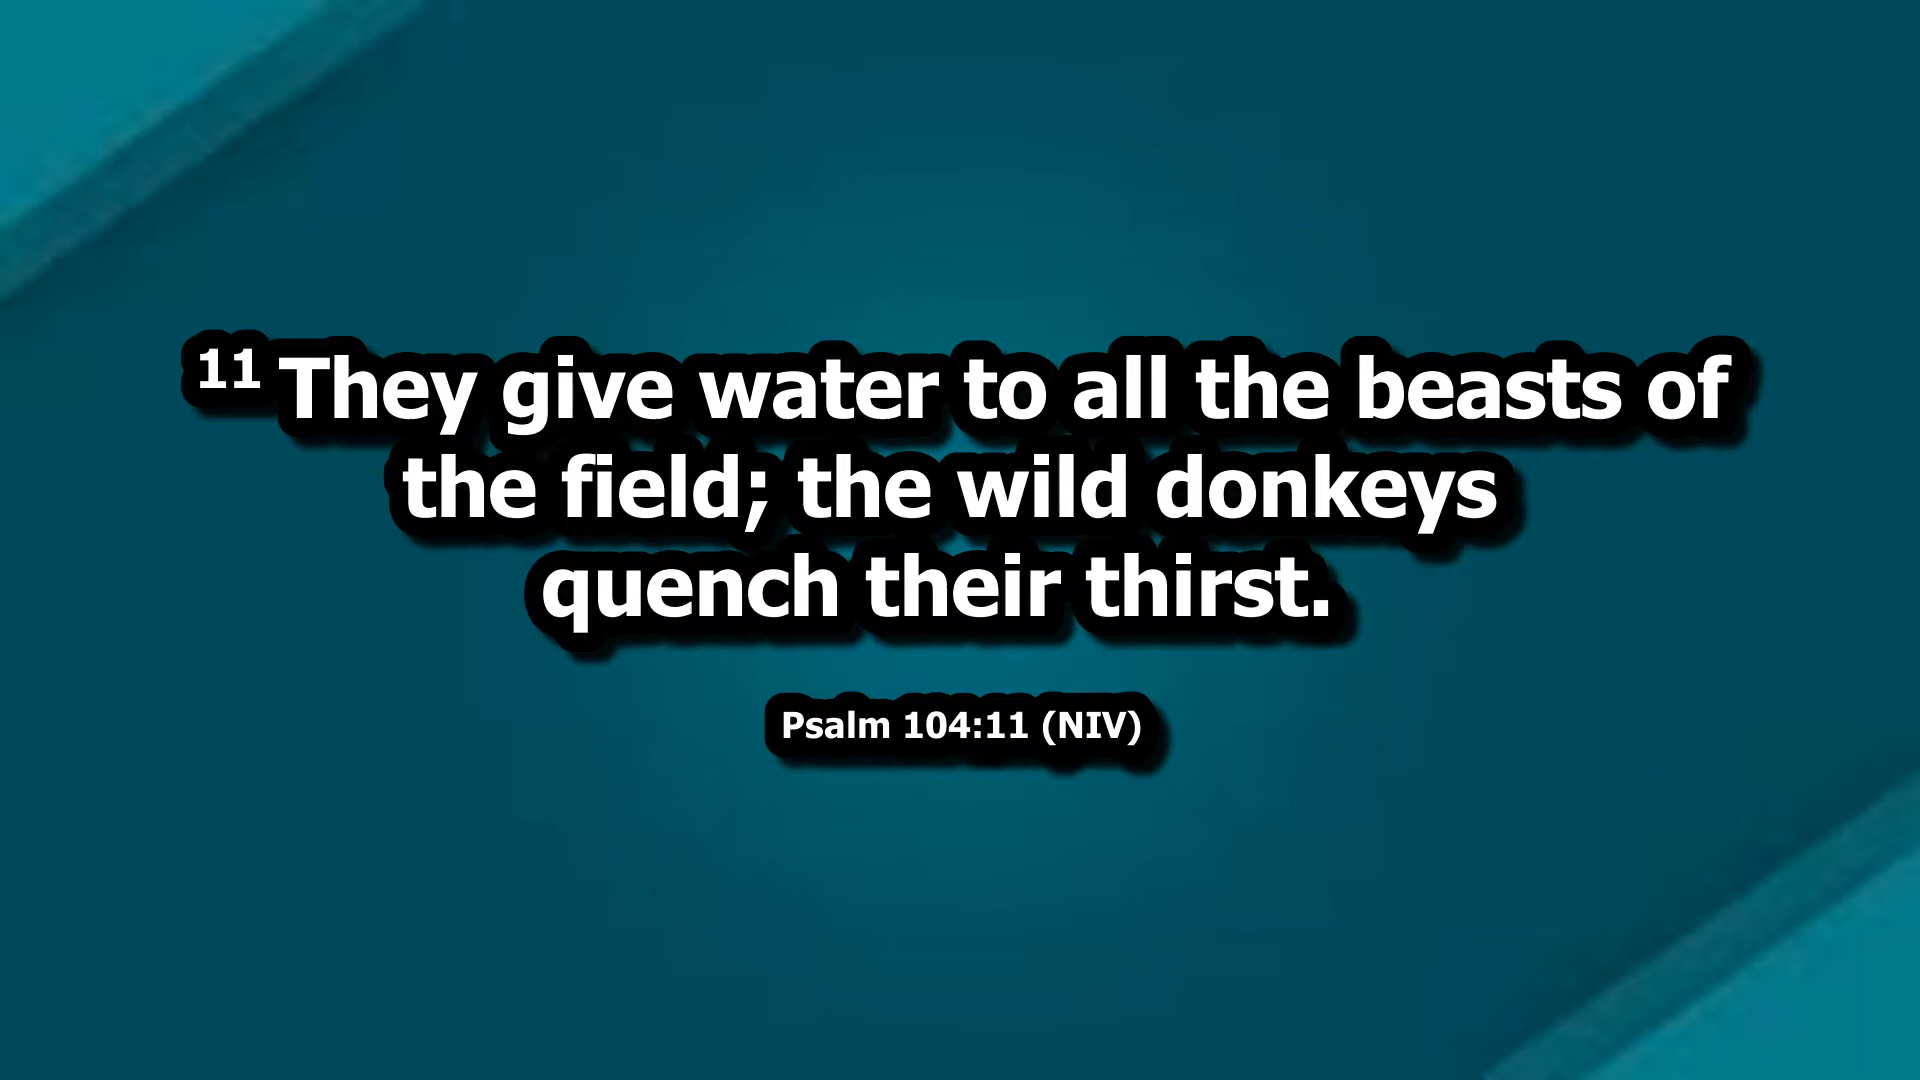 11 They give water to all the beasts of
the field; the wild donkeys
quench their thirst.
Psalm 104:11 (NIV)